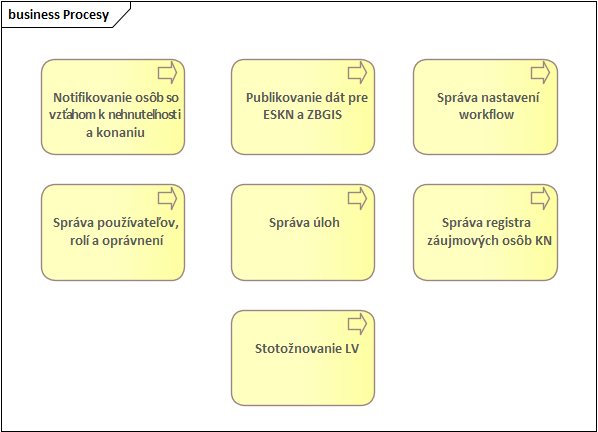 business Procesy
Notifikovanie osôb so
vzťahom k nehnuteľnosti
a konaniu
Publikovanie dát pre
ESKN a ZBGIS
Správa nastavení
workflow
Správa používateľov,
rolí a oprávnení
Správa úloh
Správa registra
záujmových osôb KN
Stotožnovanie LV